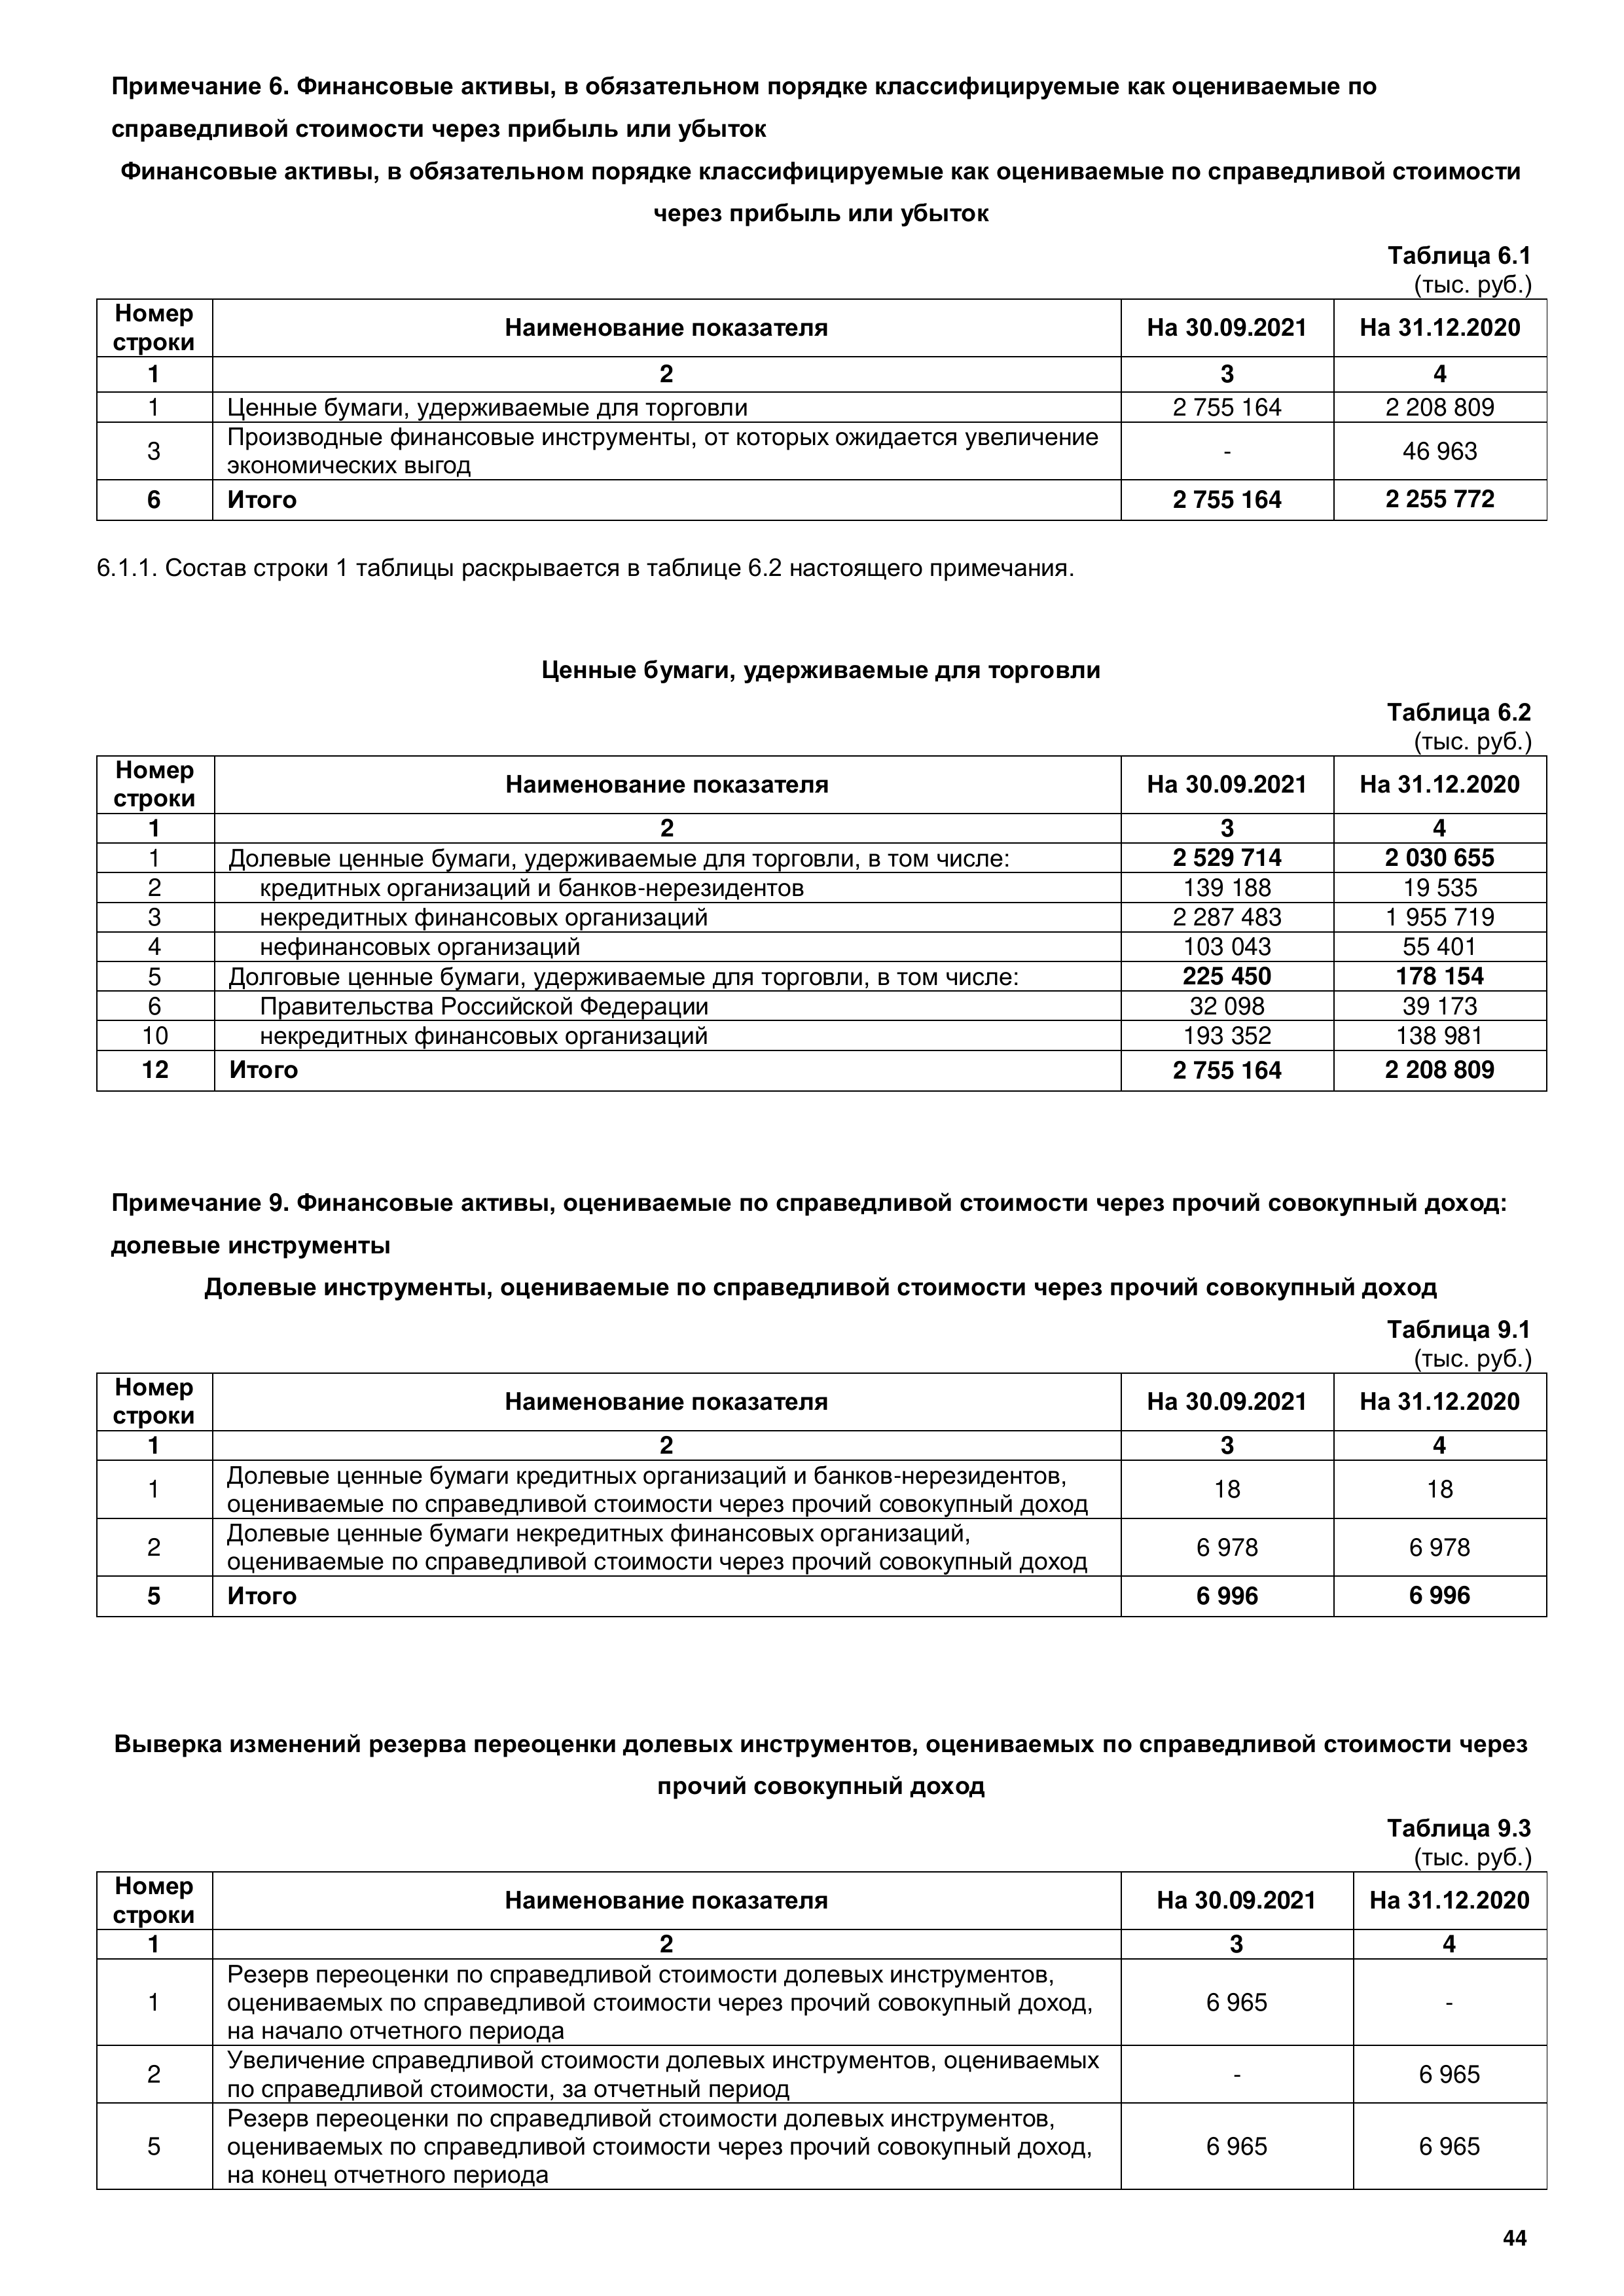 Примечание 6. Финансовые активы, в обязательном порядке классифицируемые как оцениваемые по
справедливой стоимости через прибыль или убыток
Финансовые активы, в обязательном порядке классифицируемые как оцениваемые по справедливой стоимости
через прибыль или убыток
Таблица 6.1
(тыс. руб.)
Номер
строки
Наименование показателя
На 30.09.2021
На 31.12.2020
1 2 3 4
1 Ценные бумаги, удерживаемые для торговли 2 755 164 2 208 809
3 Производные финансовые инструменты, от которых ожидается увеличение
экономических выгод - 46 963
6 Итого 2 755 164 2 255 772
6.1.1. Состав строки 1 таблицы раскрывается в таблице 6.2 настоящего примечания.
Ценные бумаги, удерживаемые для торговли
Таблица 6.2
(тыс. руб.)
Номер
строки
Наименование показателя
На 30.09.2021
На 31.12.2020
1 2 3 4
1 Долевые ценные бумаги, удерживаемые для торговли, в том числе: 2 529 714 2 030 655
2 кредитных организаций и банков-нерезидентов 139 188 19 535
3 некредитных финансовых организаций 2 287 483 1 955 719
4 нефинансовых организаций 103 043 55 401
5 Долговые ценные бумаги, удерживаемые для торговли, в том числе: 225 450 178 154
6 Правительства Российской Федерации 32 098 39 173
10 некредитных финансовых организаций 193 352 138 981
12 Итого 2 755 164 2 208 809
Примечание 9. Финансовые активы, оцениваемые по справедливой стоимости через прочий совокупный доход:
долевые инструменты
Долевые инструменты, оцениваемые по справедливой стоимости через прочий совокупный доход
Таблица 9.1
(тыс. руб.)
Номер
строки
Наименование показателя
На 30.09.2021
На 31.12.2020
1 2 3 4
1 Долевые ценные бумаги кредитных организаций и банков-нерезидентов,
оцениваемые по справедливой стоимости через прочий совокупный доход 18 18
2 Долевые ценные бумаги некредитных финансовых организаций,
оцениваемые по справедливой стоимости через прочий совокупный доход 6 978 6 978
5 Итого 6 996 6 996
Выверка изменений резерва переоценки долевых инструментов, оцениваемых по справедливой стоимости через
прочий совокупный доход
Таблица 9.3
(тыс. руб.)
Номер
строки
Наименование показателя
На 30.09.2021
На 31.12.2020
1 2 3 4
1 Резерв переоценки по справедливой стоимости долевых инструментов,
оцениваемых по справедливой стоимости через прочий совокупный доход, 6 965 -
на начало отчетного периода
2 Увеличение справедливой стоимости долевых инструментов, оцениваемых
по справедливой стоимости, за отчетный период - 6 965
5 Резерв переоценки по справедливой стоимости долевых инструментов,
оцениваемых по справедливой стоимости через прочий совокупный доход, 6 965 6 965
на конец отчетного периода
44